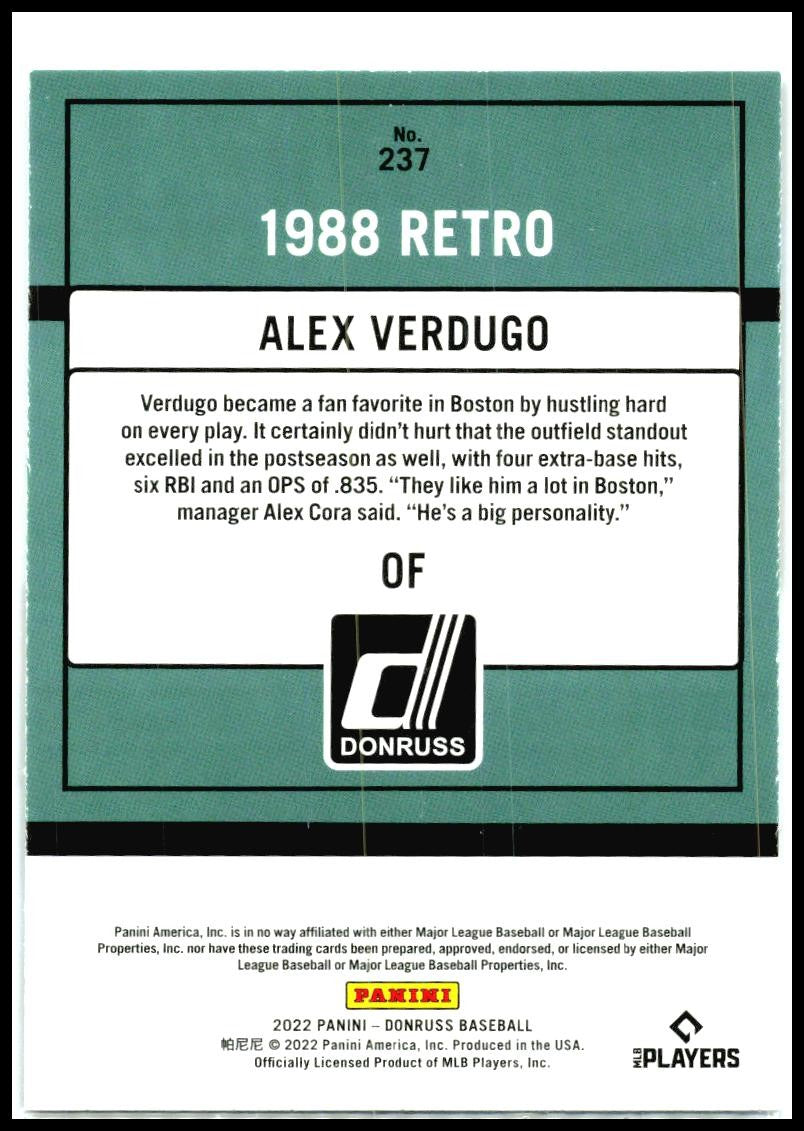 No.
237
1988 RETRO
ALEX VERDUGO
Verdugo became a fan favorite in Boston by hustling hard
on every play. It certainly didn't hurt that the outfield standout
excelled in the postseason as well, with four extra-base hits,
six RBI and an OPS of .835. “They like him a lot in Boston,”
manager Alex Cora said. “He's a big personality.”
OF
DONRUSS
Panini America, Inc. is in no way affiliated with either Major League Baseball or Major League Baseball
Properties, Inc. nor have these trading cards been prepared, approved, endorsed, or licensed by either Major
League Baseball or Major League Baseball Properties, Inc.
PANINI
2022 PANINI – DONRUSS BASEBALL
帕尼尼 © 2022 Panini America, Inc. Produced in the USA.
Officially Licensed Product of MLB Players, Inc.
MLB PLAYERS